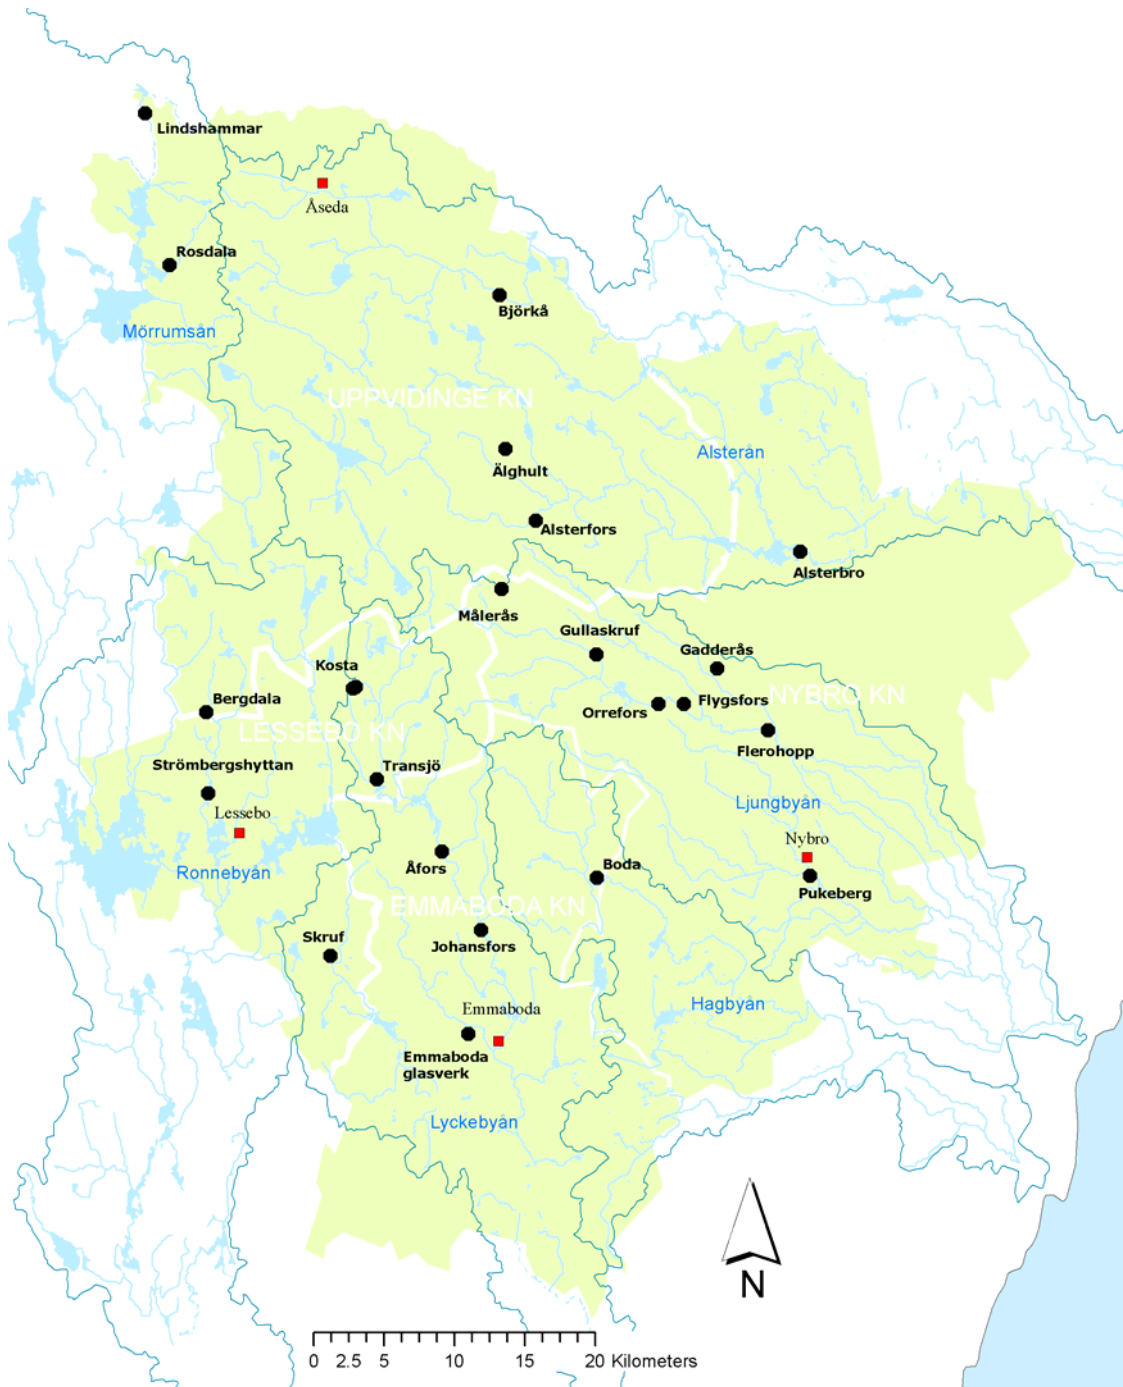 Lindshammar
Åseda
Rosdala
Björkå
Mörrumsån
UPPVIDINGE KN
Alsterån
Älghult
Alsterfors
Alsterbro
Målerås
Gullaskruf
Gadderås
Kosta
Bergdala
NYBRO KN
Flygsfors
Orrefors
LESSEBO KN
Flerohopp
Strömbergshyttan
Transjö
Ljungbyån
Lessebo
Nybro
Åfors
Boda
Ronnebyån
Pukeberg
EMMABODA KN
Skruf
Johansfors
Hagbyån
Emmaboda
Emmaboda
glasverk
Lyckebyån
N
0 2.5 5 10 15 20 Kilometers